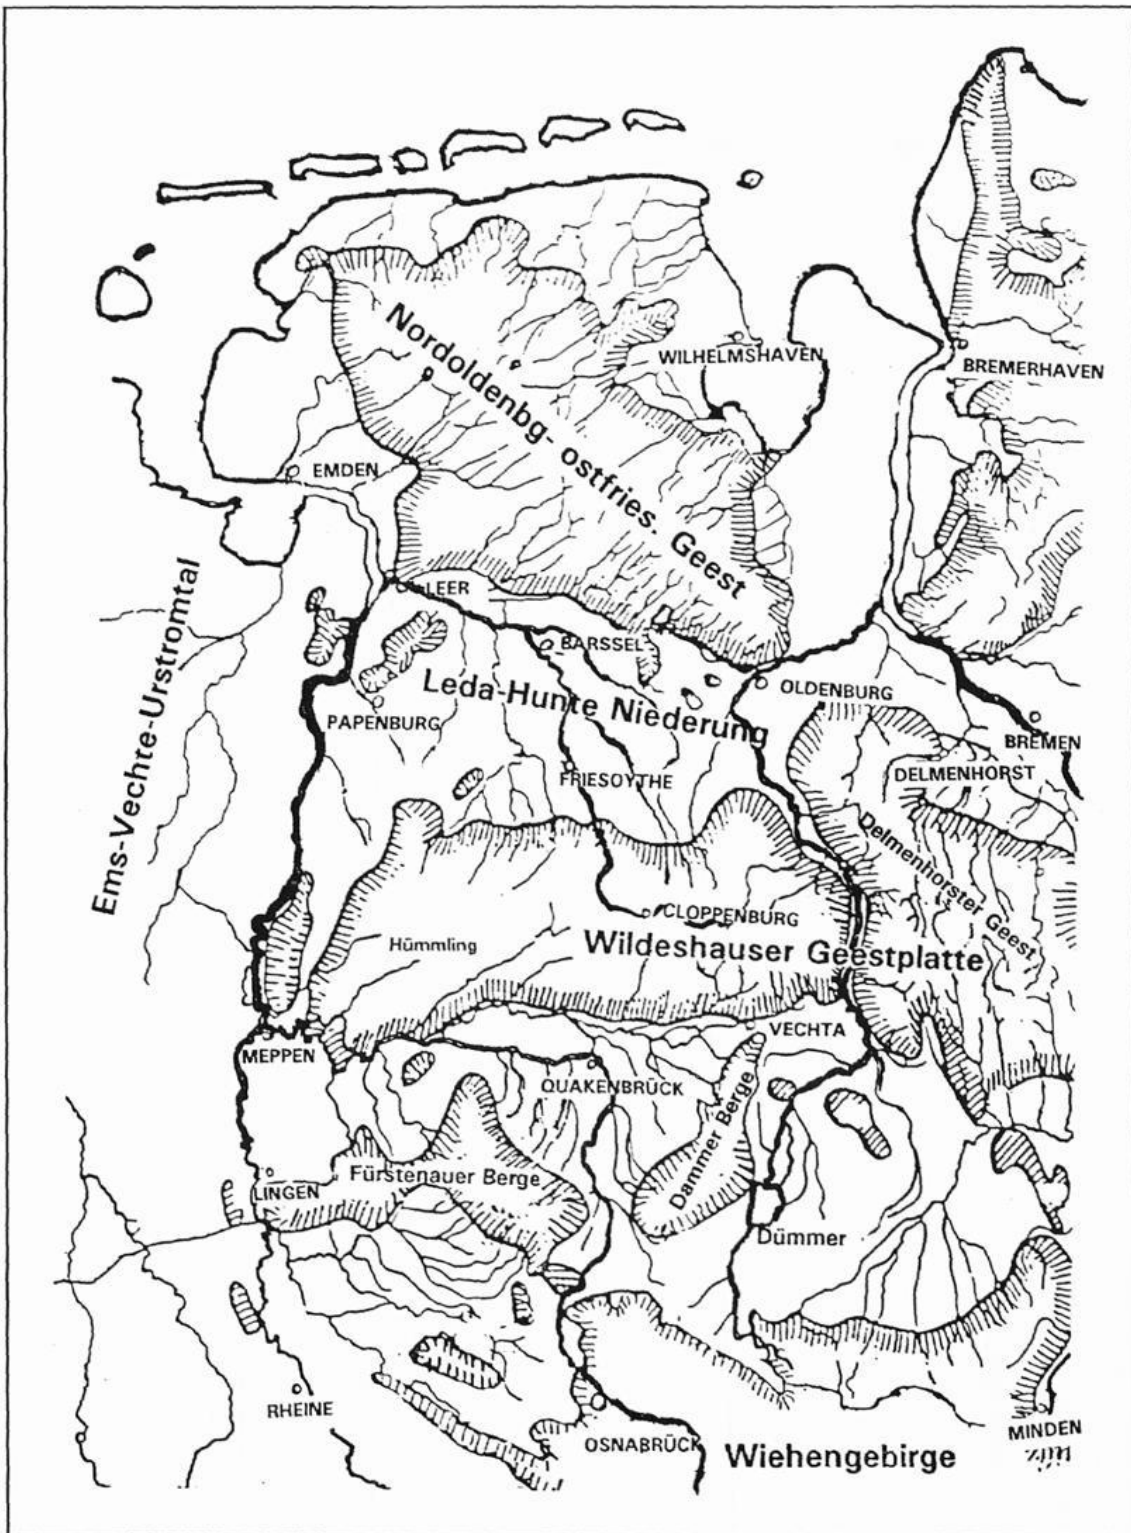 WILHELMSHAVEN
BREMERHAVEN
Nordoldenbg- ostfries. Geest
EMDEN
LEER
BARSSEL
Ems-Vechte-Urstromtal
Leda-Hunte Niederung
OLDENBURG
PAPENBURG
BREMEN
FRIESOYTHE
DELMENHORST
Delmenhorster Geest
CLOPPENBURG
Hümmling
Wildeshauser Geestplatte
VECHTA
MEPPEN
QUAKENBRÜCK
Dammer Berge
Fürstenauer Berge
LINGEN
Dümmer
RHEINE
MINDEN
OSNABRÜCK
Wiehengebirge